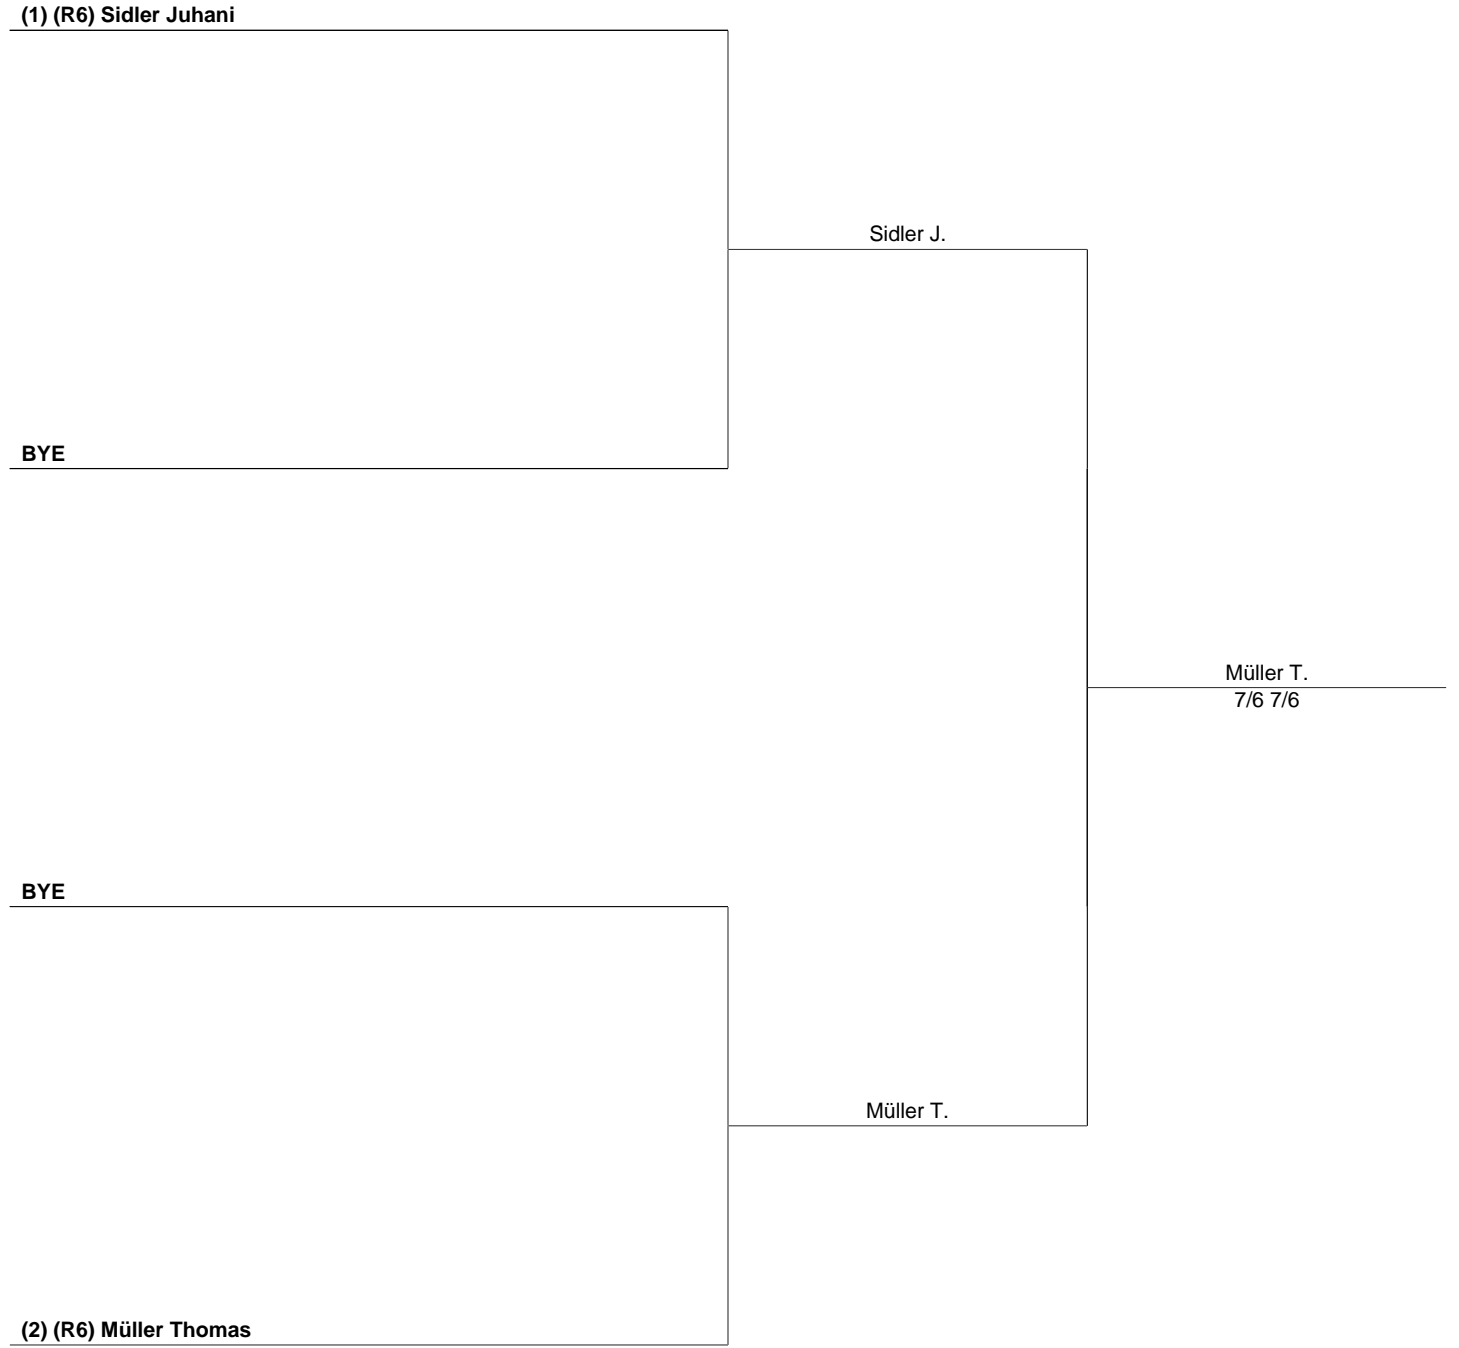 (1) (R6) Sidler Juhani
Sidler J.
BYE
Müller T.
7/6 7/6
BYE
Müller T.
(2) (R6) Müller Thomas